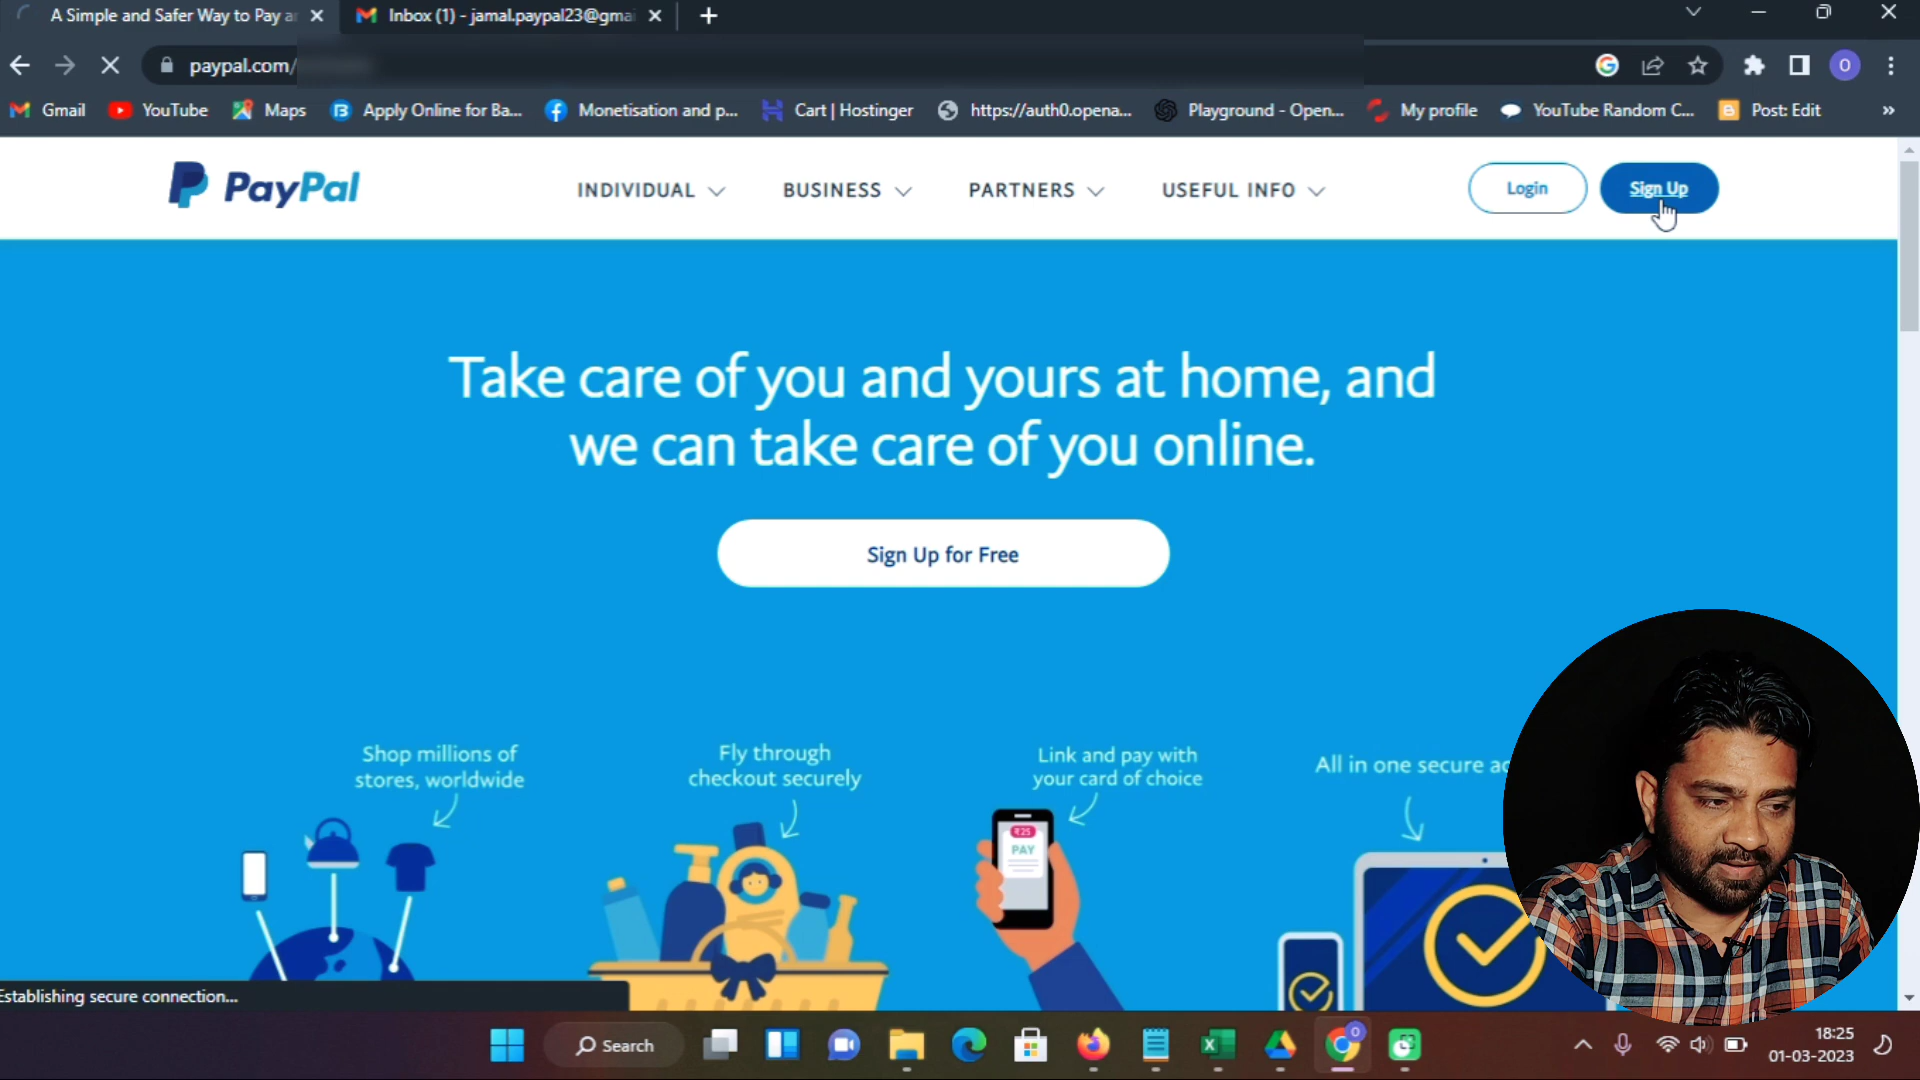 A Simple and Safer Way to Pay a
Inbox (1) - jamal.paypal23@gmai
paypal.com/
Gmail
YouTube
Maps
Apply Online for Ba...
Monetisation and p...
Cart | Hostinger
https://auth0.opena...
Playground - Open...
My profile
YouTube Random C...
Post: Edit
»
PayPal
INDIVIDUAL
BUSINESS
PARTNERS
USEFUL INFO
Login
Sign Up
Take care of you and yours at home, and
we can take care of you online.
Sign Up for Free
Shop millions of
stores, worldwide
Fly through
checkout securely
Link and pay with
your card of choice
All in one secure ac
₹25
PAY
Establishing secure connection...
Search
0
18:25
01-03-2023